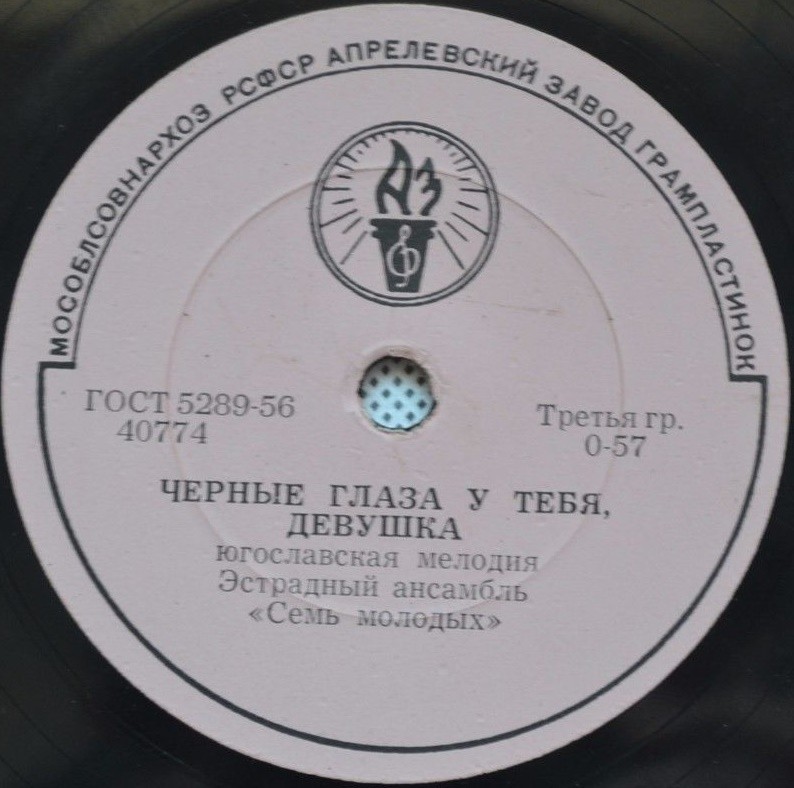 МОСОБЛСОВНАРХОЗ РСФСР АПРЕЛЕВСКИЙ ЗАВОД ГРАМПЛАСТИНОК
АЗ
ГОСТ 5289-56
40774
Третья гр.
0-57
ЧЕРНЫЕ ГЛАЗА У ТЕБЯ,
ДЕВУШКА
югославская мелодия
Эстрадный ансамбль
«Семь молодых»